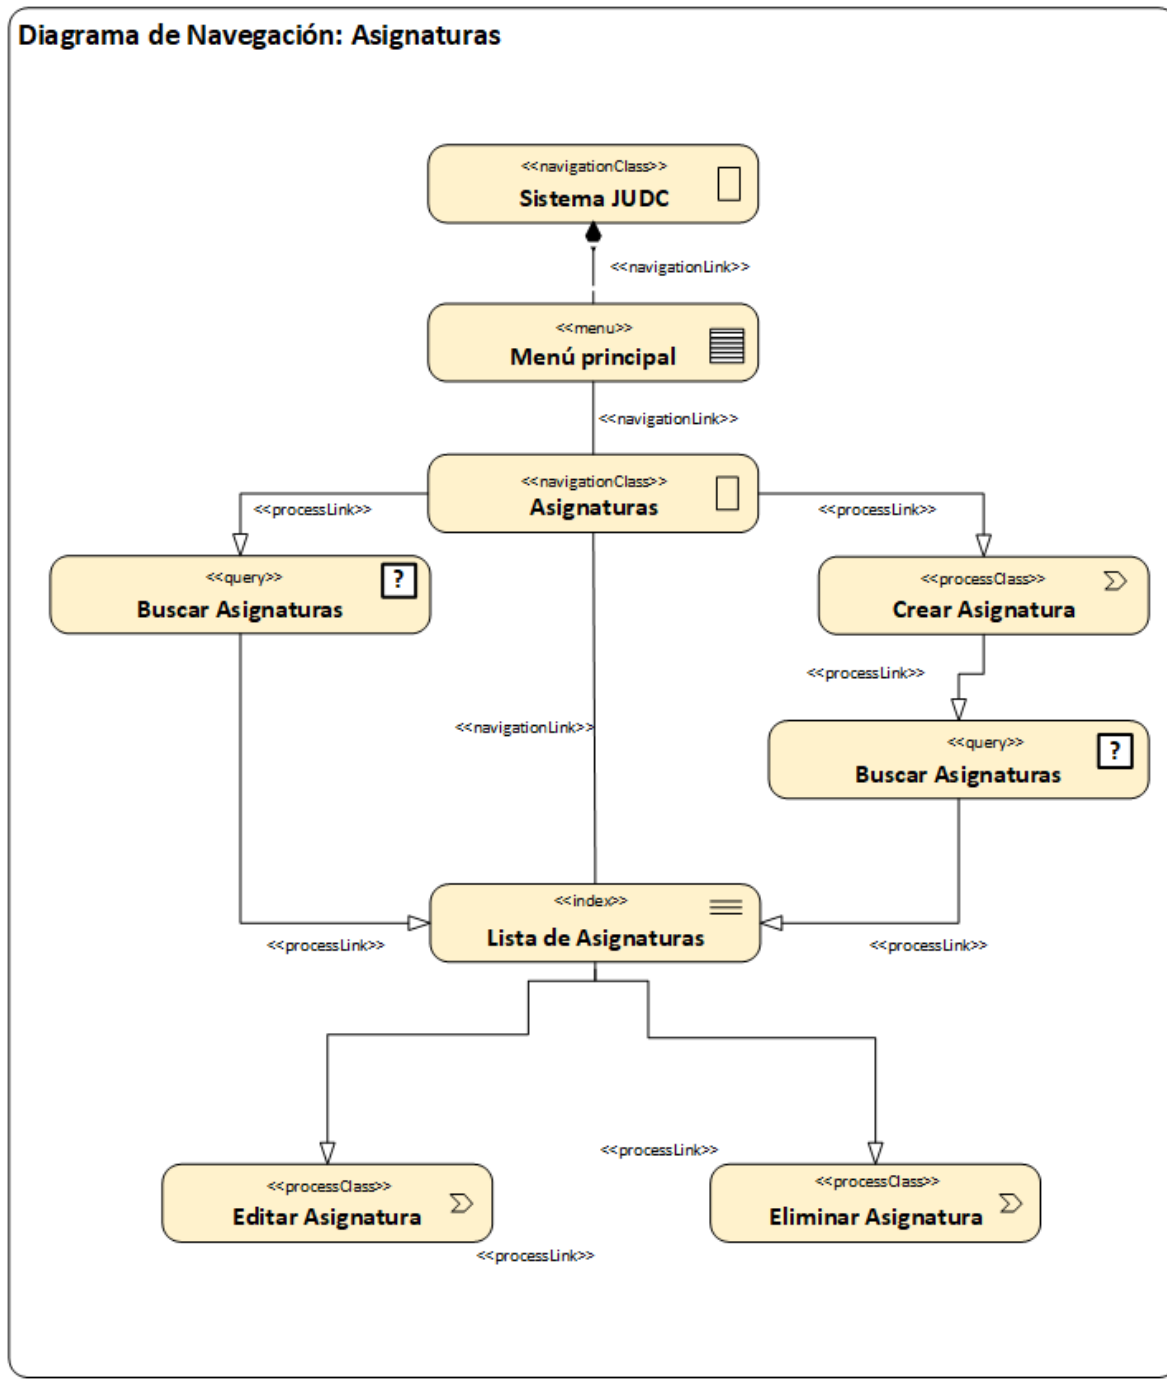 Diagrama de Navegación: Asignaturas
<<navigationClass>>
Sistema JUDC
<<navigationLink>>
<<menu>>
Menú principal
<<navigationLink>>
<<navigationClass>>
Asignaturas
<<processLink>>
<<processLink>>
<<query>>
?
Buscar Asignaturas
<<processClass>>
Crear Asignatura
<<processLink>>
<<query>>
?
Buscar Asignaturas
<<navigationLink>>
<<index>>
Lista de Asignaturas
<<processLink>>
<<processLink>>
<<processLink>>
<<processClass>>
Editar Asignatura
<<processClass>>
Eliminar Asignatura
<<processLink>>